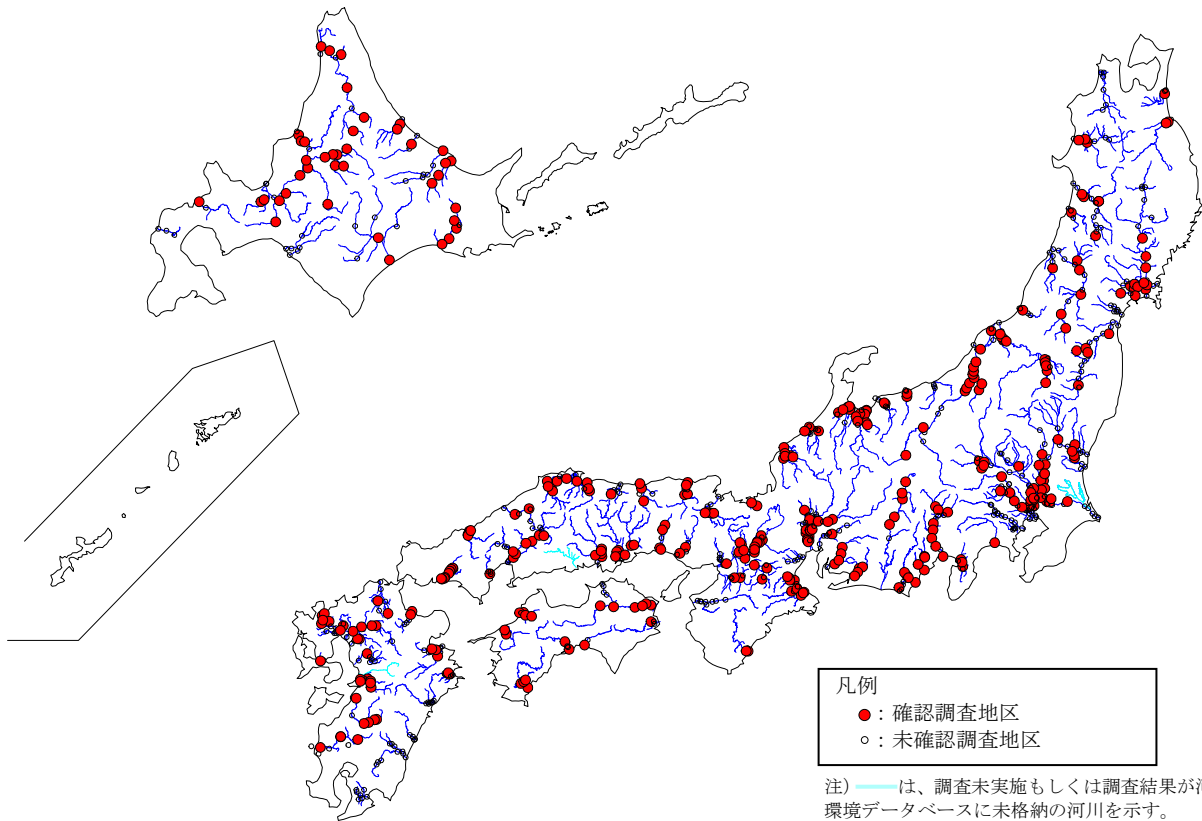 凡例
●：確認調査地区
○：未確認調査地区
注）━━は、調査未実施もしくは調査結果が河
環境データベースに未格納の河川を示す。